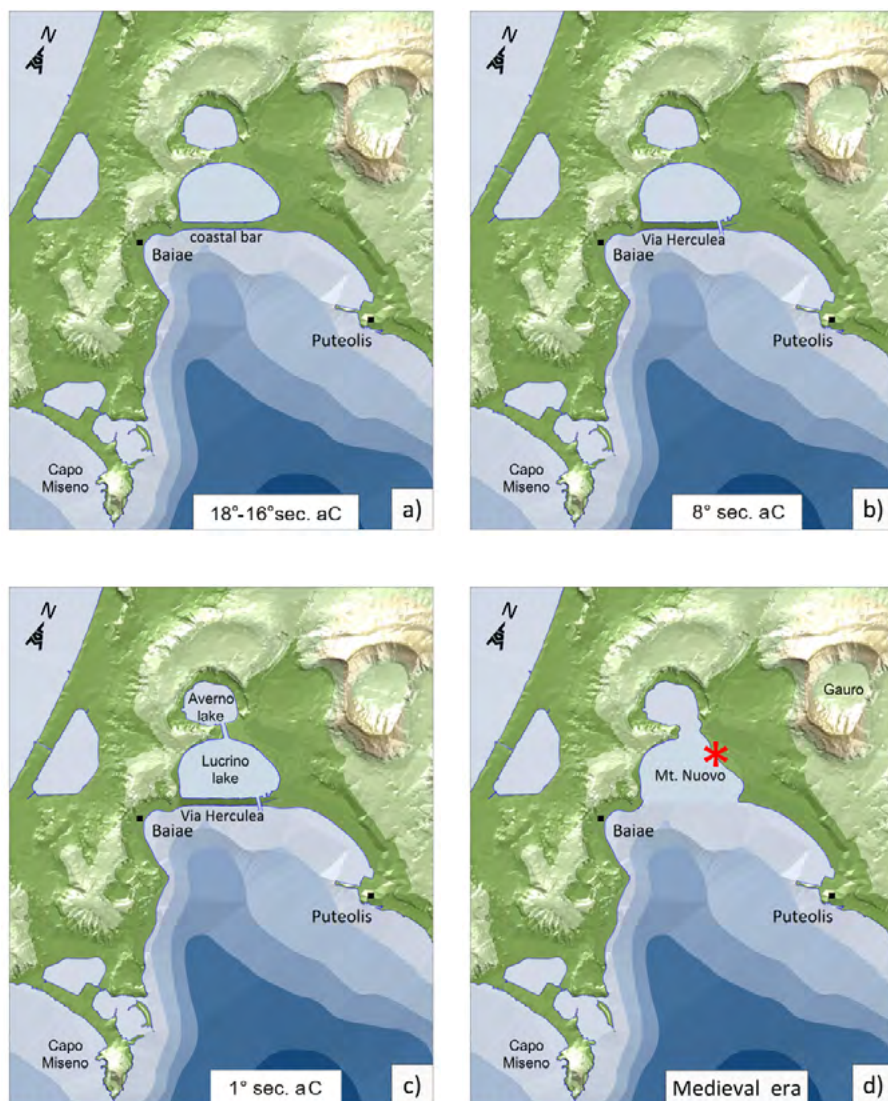 N
coastal bar
Baiae
Puteolis
Capo
Miseno
18°-16°sec. aC
a)
N
Via Herculea
Baiae
Puteolis
Capo
Miseno
8° sec. aC
b)
N
Averno
lake
Lucrino
lake
Via Herculea
Baiae
Puteolis
Capo
Miseno
1° sec. aC
c)
N
Gauro
Mt. Nuovo
Baiae
Puteolis
Capo
Miseno
Medieval era
d)